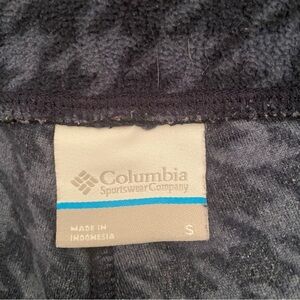 Columbia
Sportswear Company
MADE IN
INDONESIA
S